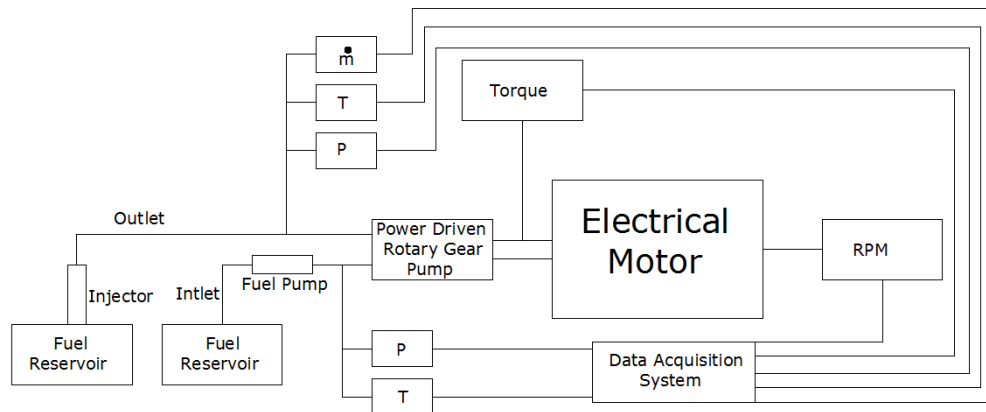 ṁ
T
Torque
P
Outlet
Power Driven
Rotary Gear
Pump
Electrical
Motor
RPM
Fuel Pump
Injector
Intlet
Fuel
Reservoir
Fuel
Reservoir
P
T
Data Acquisition
System